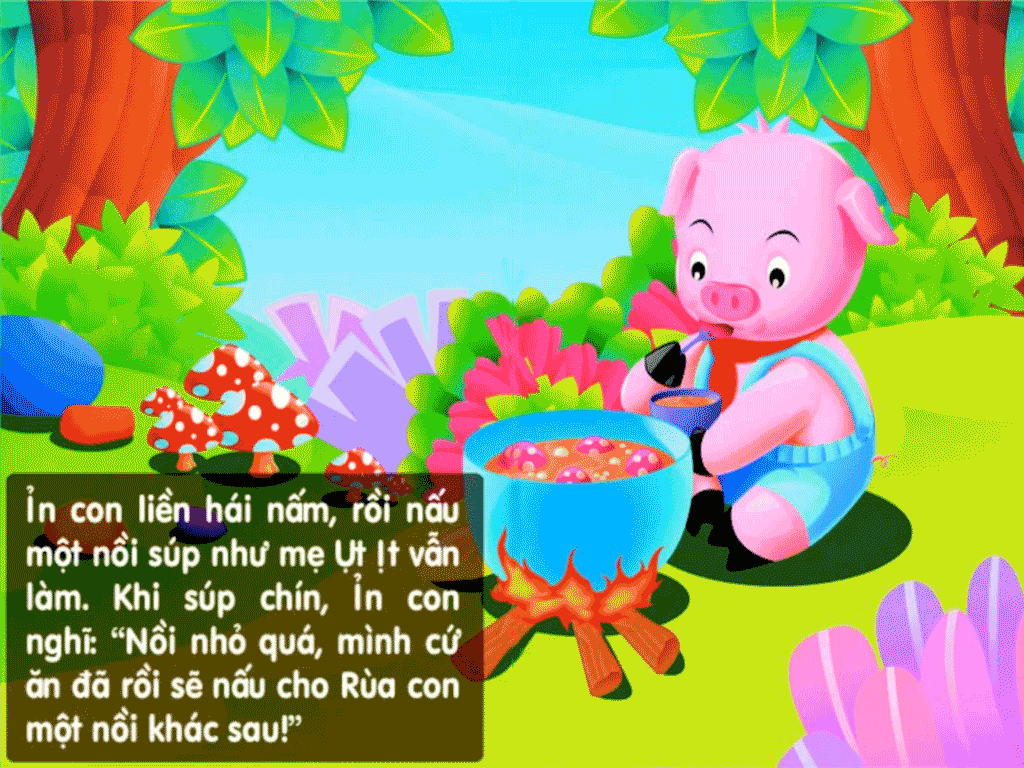 Ỉn con liền hái nấm, rồi nấu
một nồi súp như mẹ Ụt Ịt vẫn
làm. Khi súp chín, Ỉn con
nghĩ: “Nồi nhỏ quá, mình cứ
ăn đã rồi sẽ nấu cho Rùa con
một nồi khác sau!”